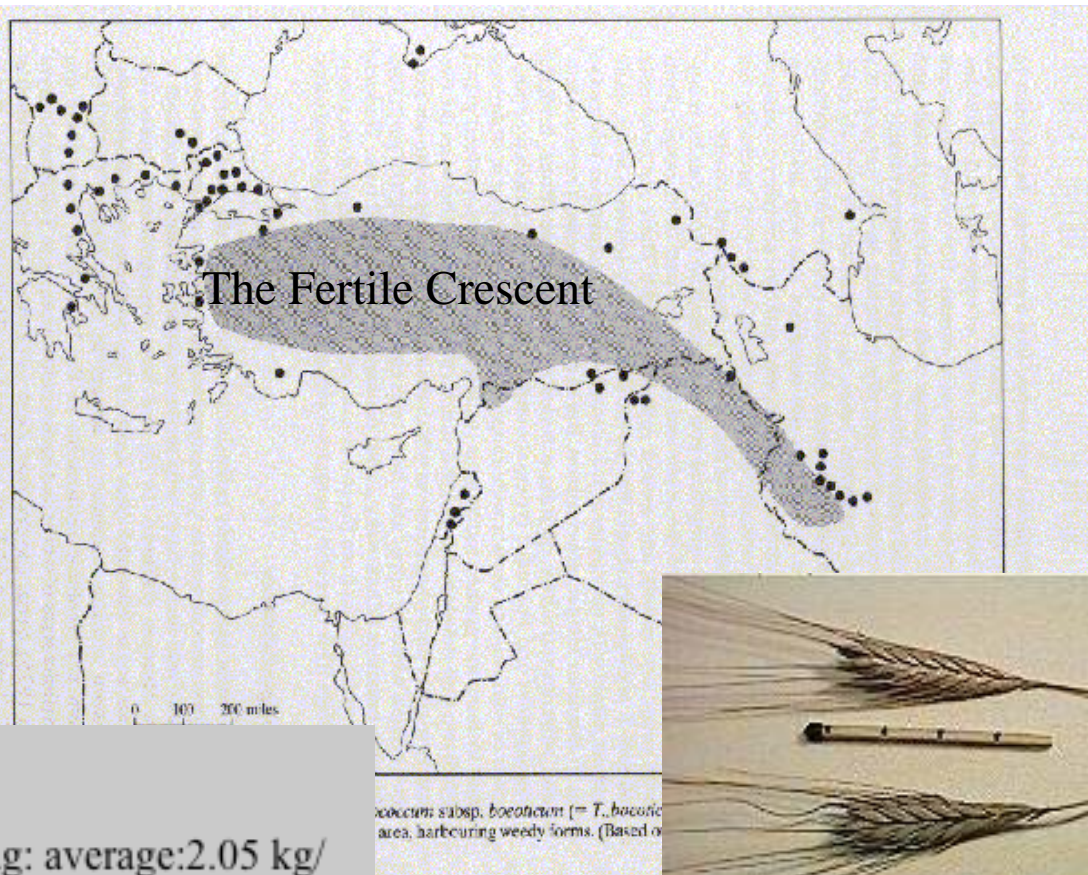 The Fertile Crescent
0 100 200 miles
ococcum subsp. boeoticum (= T. boeotic
area, harbouring weedy forms. (Based o
g: average:2.05 kg/